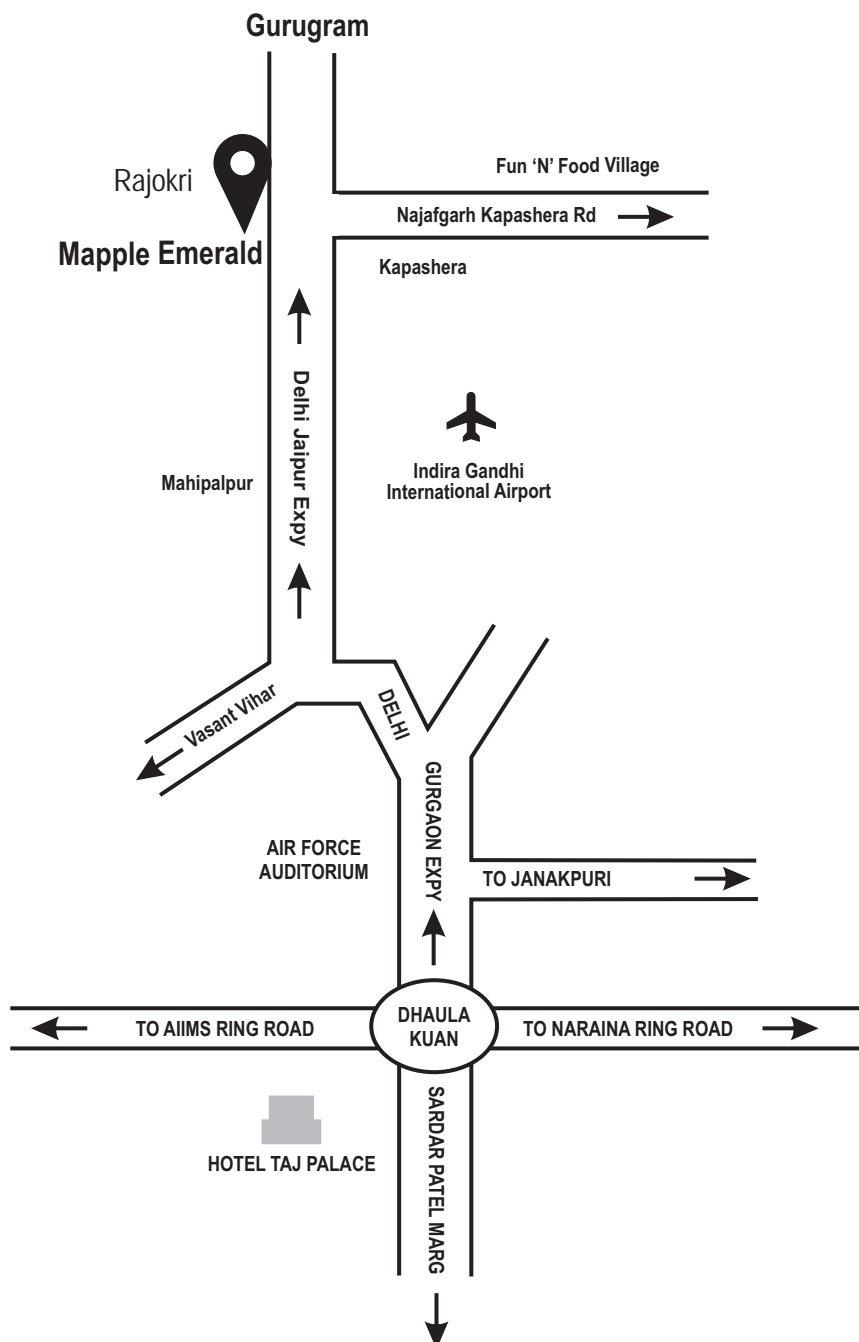 Gurugram
Fun ‘N’ Food Village
Rajokri
Najafgarh Kapashera Rd
Mapple Emerald
Kapashera
Delhi Jaipur Expy
Mahipalpur
Indira Gandhi
International Airport
Vasant Vihar
DELHI
GURGAON EXPY
AIR FORCE
AUDITORIUM
TO JANAKPURI
TO AIIMS RING ROAD
DHAULA
KUAN
TO NARAINA RING ROAD
SARDAR PATEL MARG
HOTEL TAJ PALACE